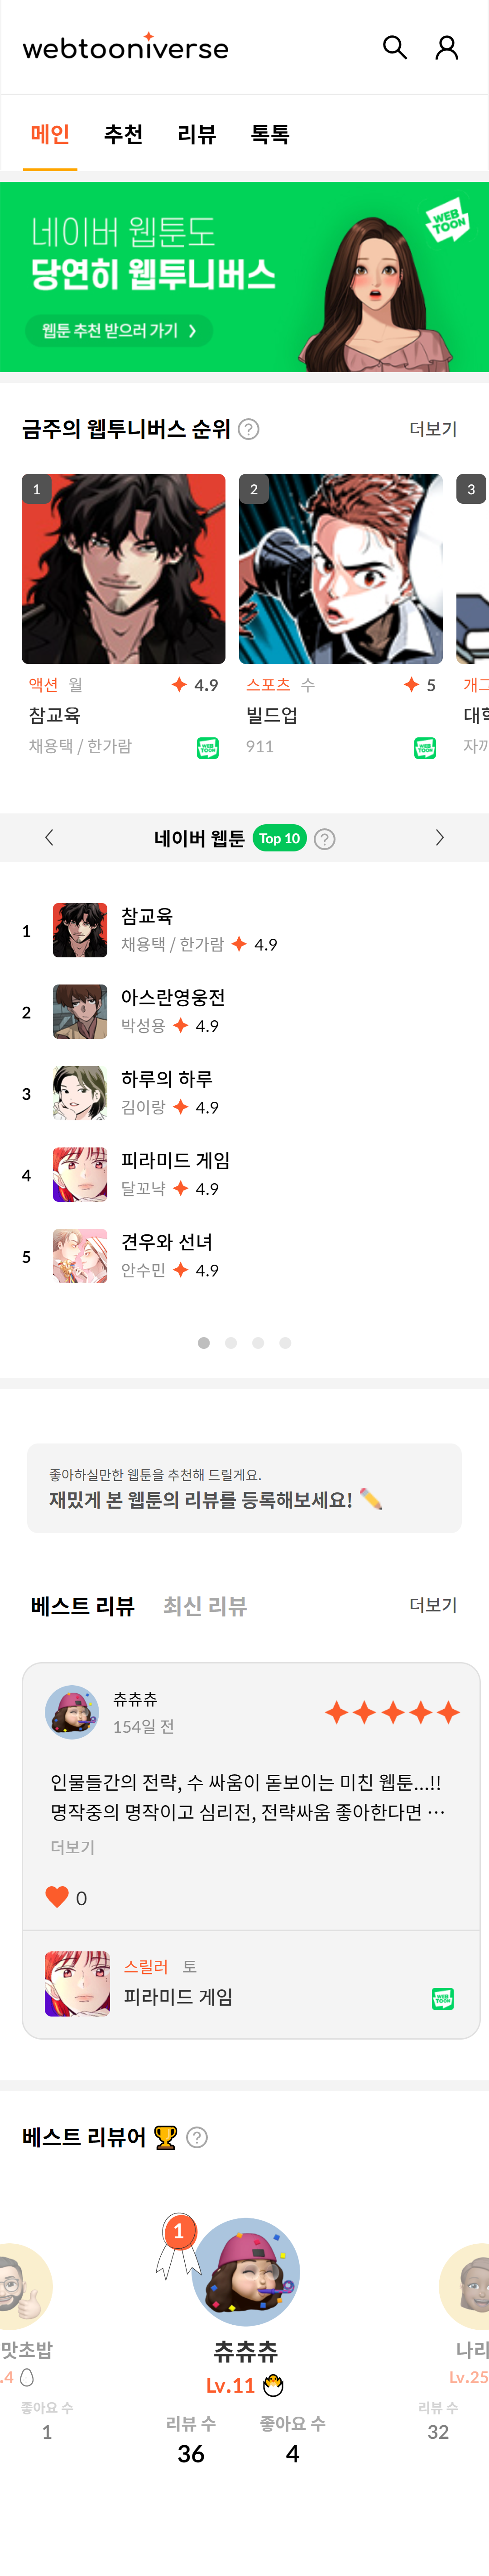 webtooniverse
메인 추천 리뷰 톡톡
네이버 웹툰도
당연히 웹투니버스
웹툰 추천 받으러 가기 >
WEB
TOON
금주의 웹투니버스 순위 ? 더보기
1 2 3
액션 월 4.9 스포츠 수 5
참교육 빌드업
채용택 / 한가람 911
네이버 웹툰 Top 10 ?
1 참교육
채용택 / 한가람 4.9
2 아스란영웅전
박성용 4.9
3 하루의 하루
김이랑 4.9
4 피라미드 게임
달꼬냑 4.9
5 견우와 선녀
안수민 4.9
좋아하실만한 웹툰을 추천해 드릴게요.
재밌게 본 웹툰의 리뷰를 등록해보세요! ✏️
베스트 리뷰 최신 리뷰 더보기
츄츄츄
154일 전
인물들간의 전략, 수 싸움이 돋보이는 미친 웹툰...!!
명작중의 명작이고 심리전, 전략싸움 좋아한다면 ···
더보기
0
스릴러 토
피라미드 게임
베스트 리뷰어 🏆 ?
1
맛초밥 츄츄츄 나리
.4 Lv.11 Lv.25
좋아요 수 리뷰 수 좋아요 수 리뷰 수
1 36 4 32